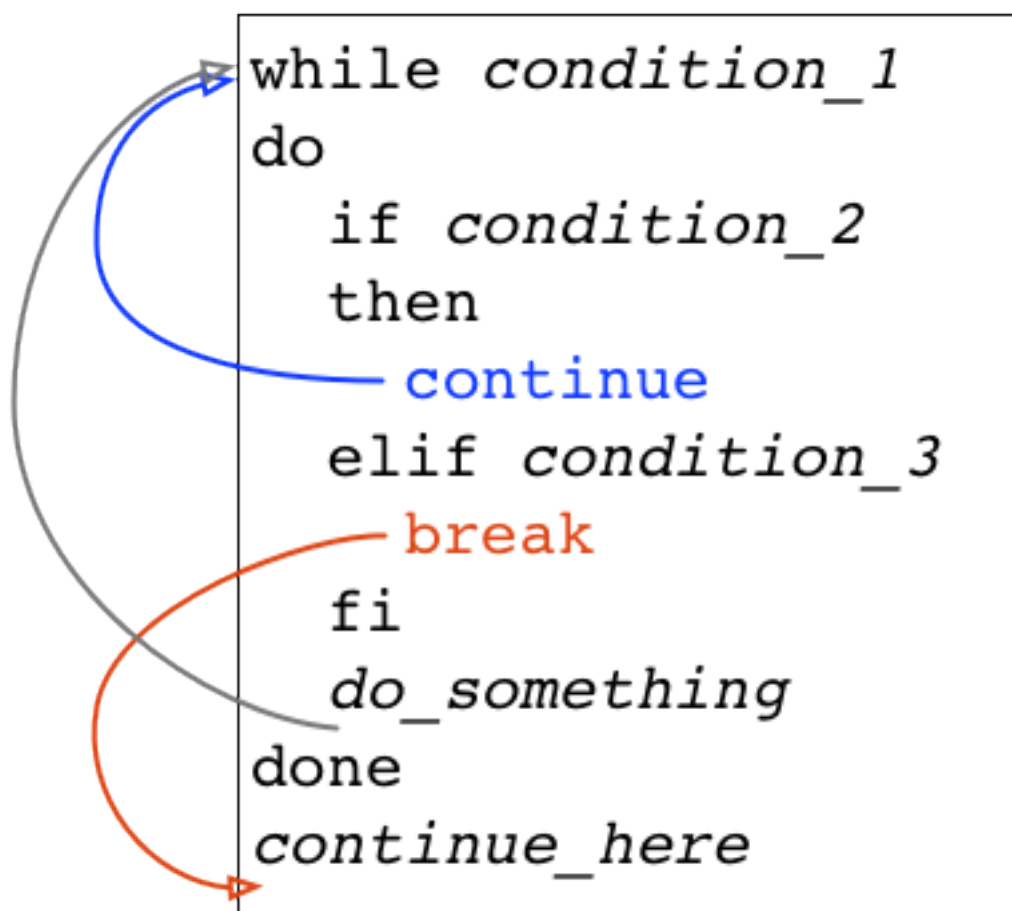 while condition_1
do
if condition_2
then
continue
elif condition_3
break
fi
do_something
done
continue_here